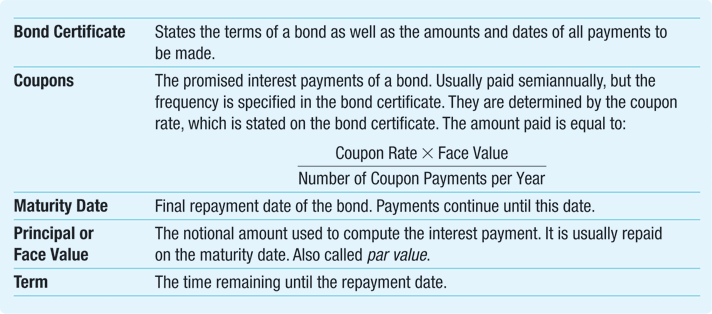 Bond Certificate States the terms of a bond as well as the amounts and dates of all payments to
be made.
Coupons The promised interest payments of a bond. Usually paid semiannually, but the
frequency is specified in the bond certificate. They are determined by the coupon
rate, which is stated on the bond certificate. The amount paid is equal to:
Coupon Rate × Face Value
Number of Coupon Payments per Year
Maturity Date Final repayment date of the bond. Payments continue until this date.
Principal or The notional amount used to compute the interest payment. It is usually repaid
Face Value on the maturity date. Also called par value.
Term The time remaining until the repayment date.